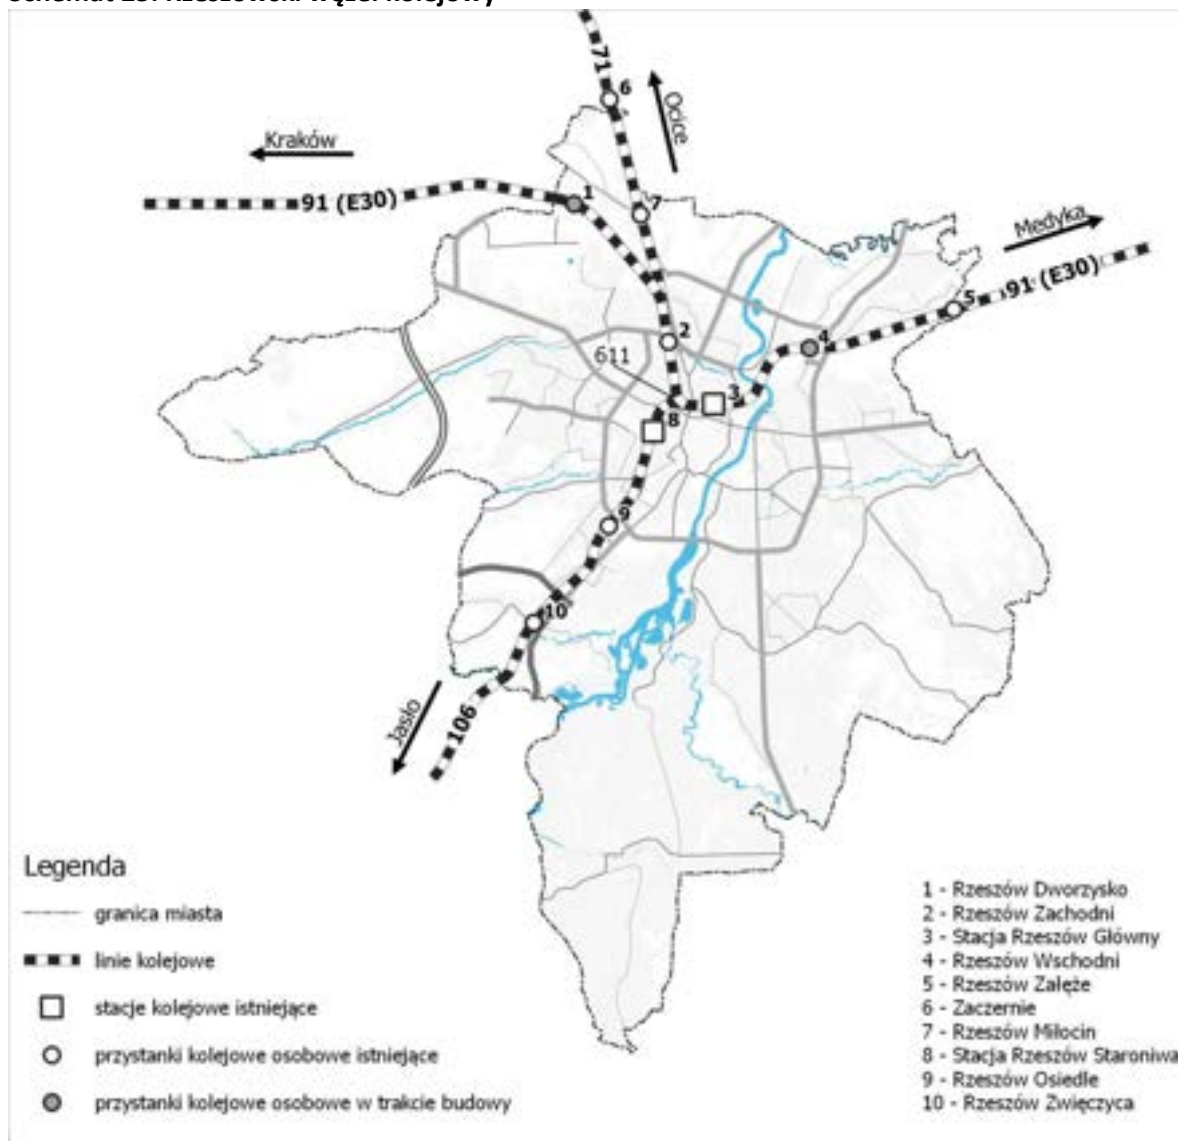 71
6
Ocice
Kraków
91 (E30)
1
7
Medyka
91 (E30)
5
2
4
611
3
8
9
10
Jasło
106
Legenda
granica miasta
linie kolejowe
stacje kolejowe istniejące
przystanki kolejowe osobowe istniejące
przystanki kolejowe osobowe w trakcie budowy
1 - Rzeszów Dworzysko
2 - Rzeszów Zachodni
3 - Stacja Rzeszów Główny
4 - Rzeszów Wschodni
5 - Rzeszów Załęże
6 - Zaczernie
7 - Rzeszów Miłocin
8 - Stacja Rzeszów Staroniwa
9 - Rzeszów Osiedle
10 - Rzeszów Zwięczyca